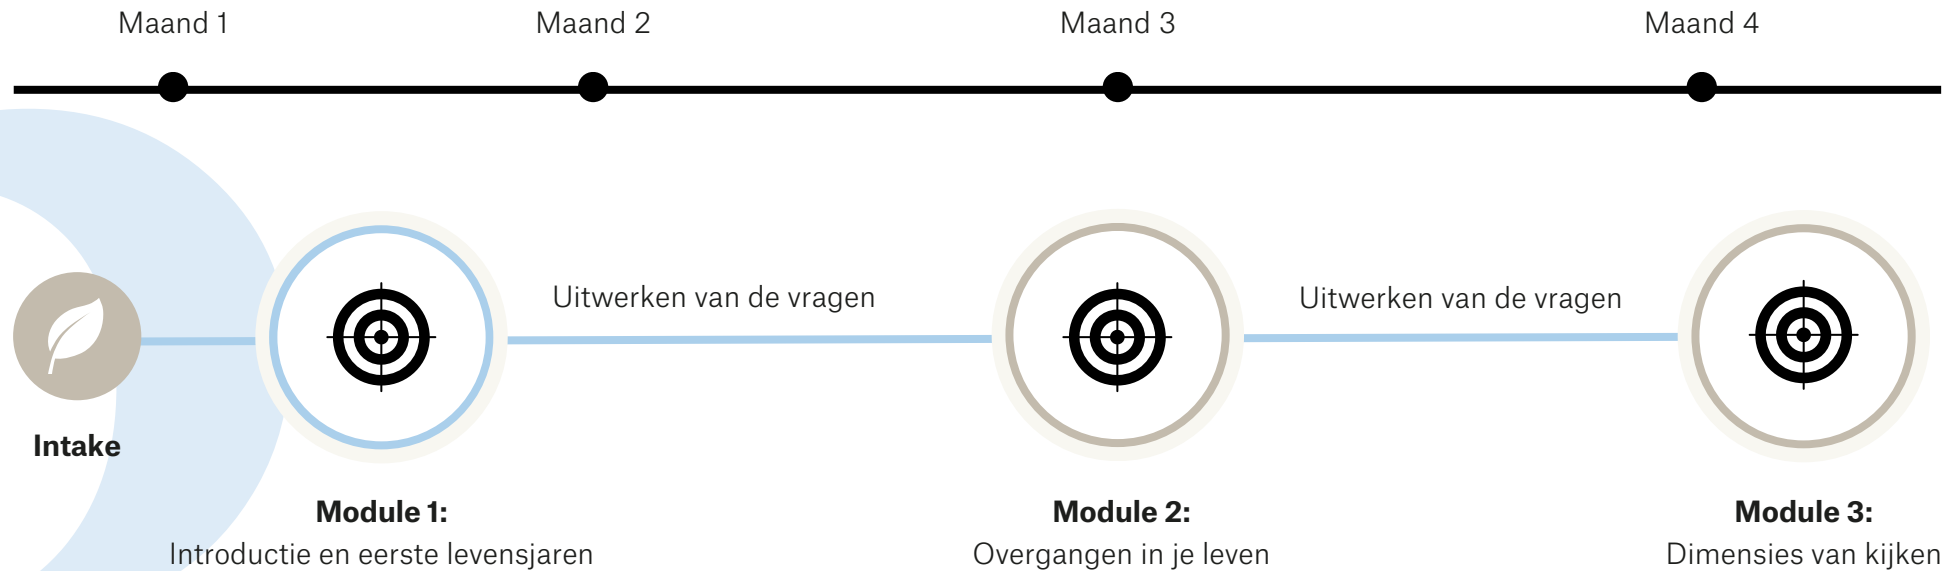 Maand 1
Maand 2
Maand 3
Maand 4
Uitwerken van de vragen
Uitwerken van de vragen
Intake
Module 1:
Introductie en eerste levensjaren
Module 2:
Overgangen in je leven
Module 3:
Dimensies van kijken